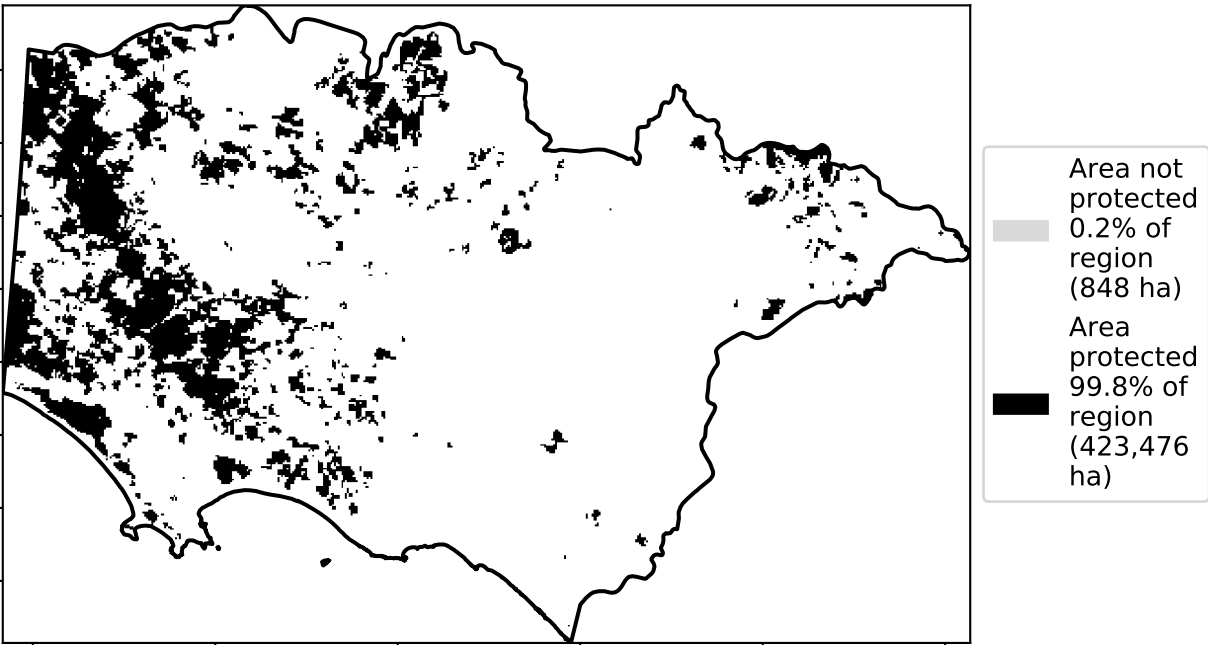 Area not
protected
0.2% of
region
(848 ha)
Area
protected
99.8% of
region
(423,476
ha)